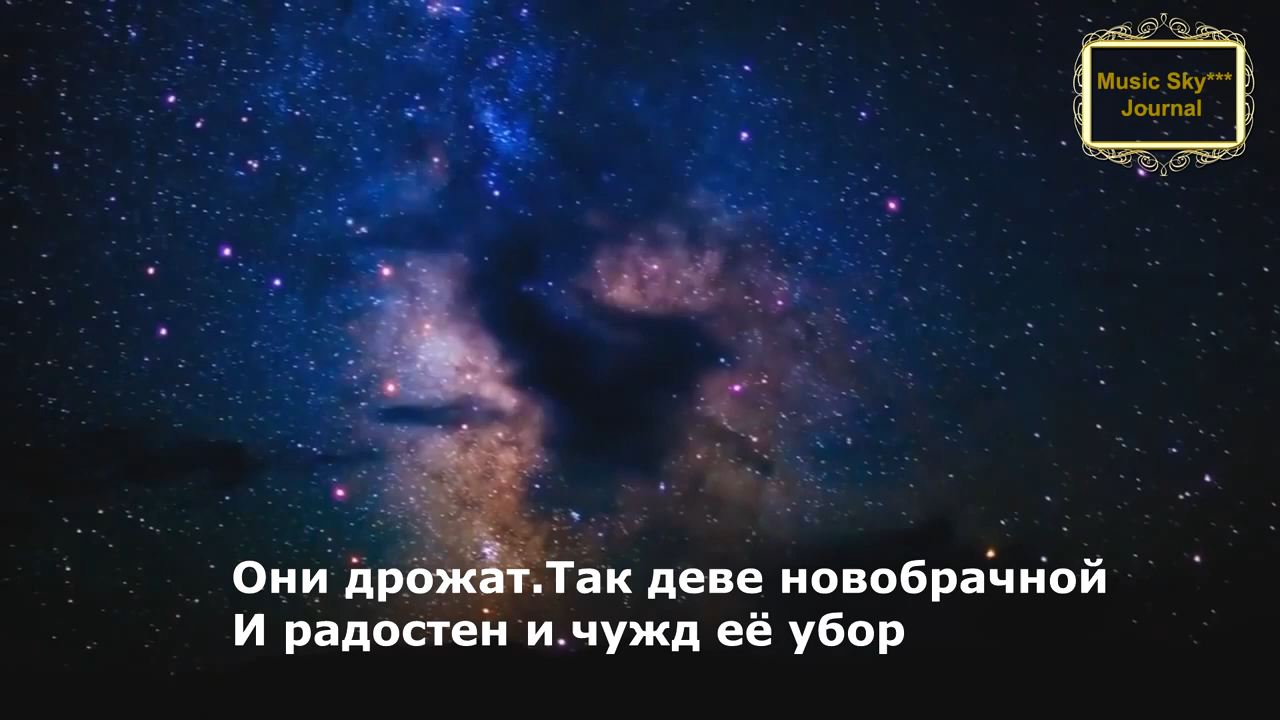 Music Sky***
Journal
Они дрожат.Так деве новобрачной
И радостен и чужд её убор